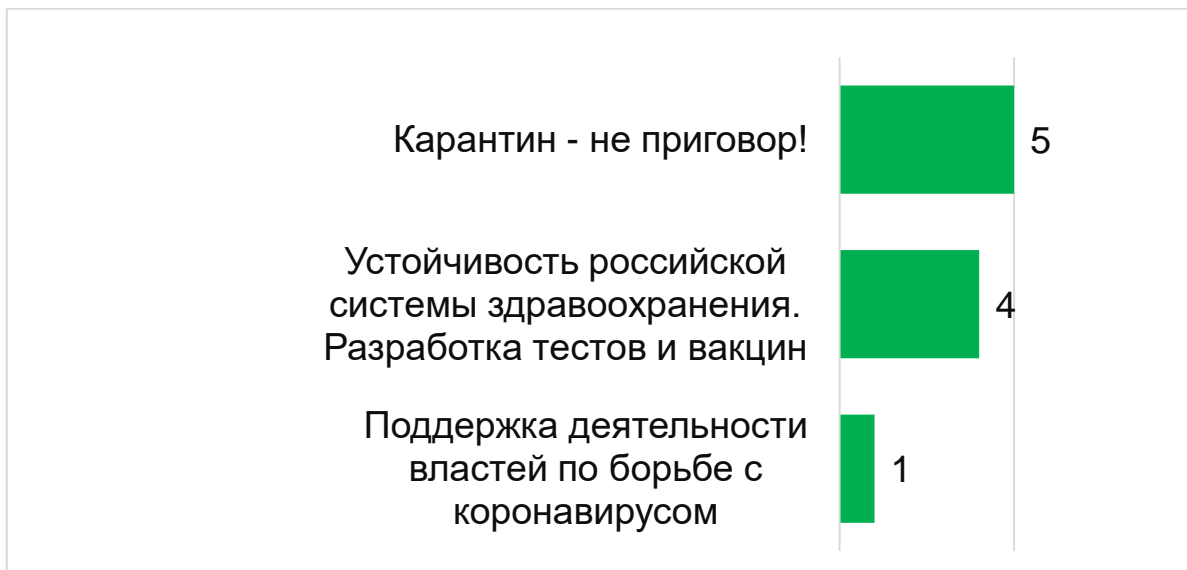 Карантин - не приговор!
5
Устойчивость российской
системы здравоохранения.
Разработка тестов и вакцин
4
Поддержка деятельности
властей по борьбе с
коронавирусом
1